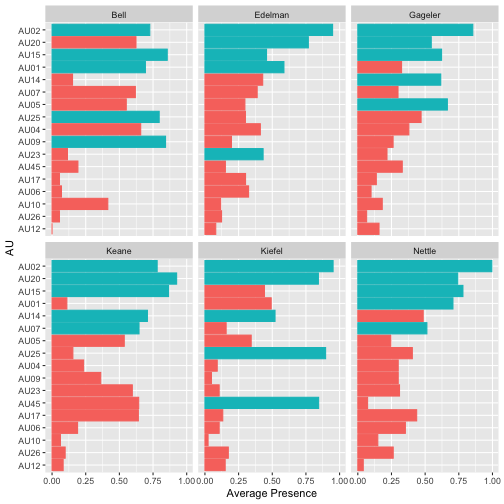 Bell Edelman Gageler
AU02
AU20
AU15
AU01
AU14
AU07
AU05
AU25
AU04
AU09
AU23
AU45
AU17
AU06
AU10
AU26
AU12
AU
Keane Kiefel Nettle
AU02
AU20
AU15
AU01
AU14
AU07
AU05
AU25
AU04
AU09
AU23
AU45
AU17
AU06
AU10
AU26
AU12
0.00 0.25 0.50 0.75 1.00 0.00 0.25 0.50 0.75 1.00 0.00 0.25 0.50 0.75 1.00
Average Presence